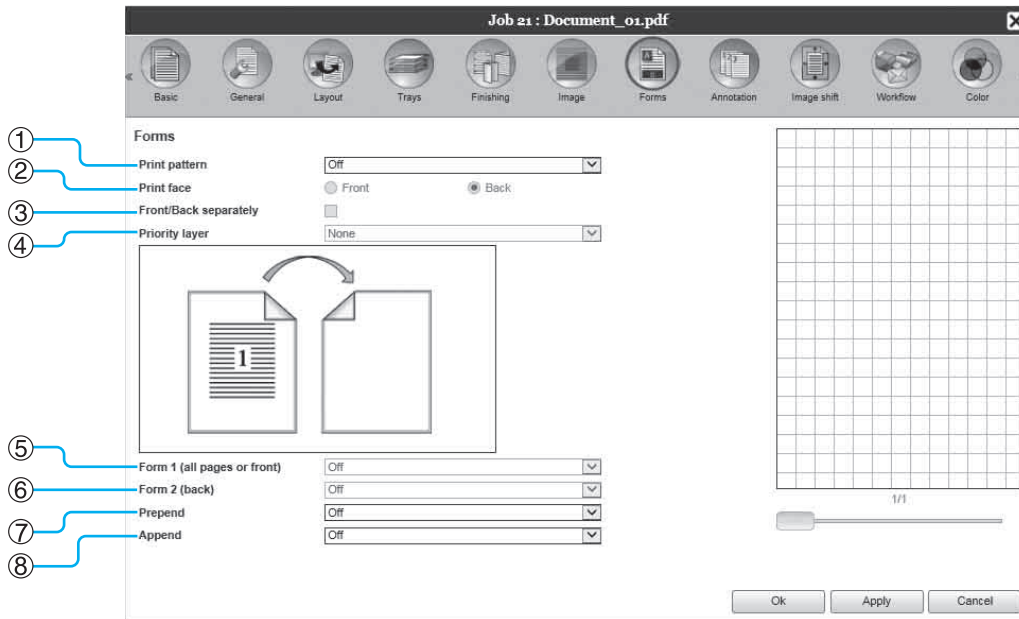 Job 21 : Document_01.pdf
«
Basic
General
Layout
Trays
Finishing
Image
Forms
Annotation
Image shift
Workflow
Color
Forms
① Print pattern Off
② Print face Front Back
③ Front/Back separately
④ Priority layer None
1
⑤ Form 1 (all pages or front) Off
⑥ Form 2 (back) Off
⑦ Prepend Off
⑧ Append Off
1/1
Ok Apply Cancel